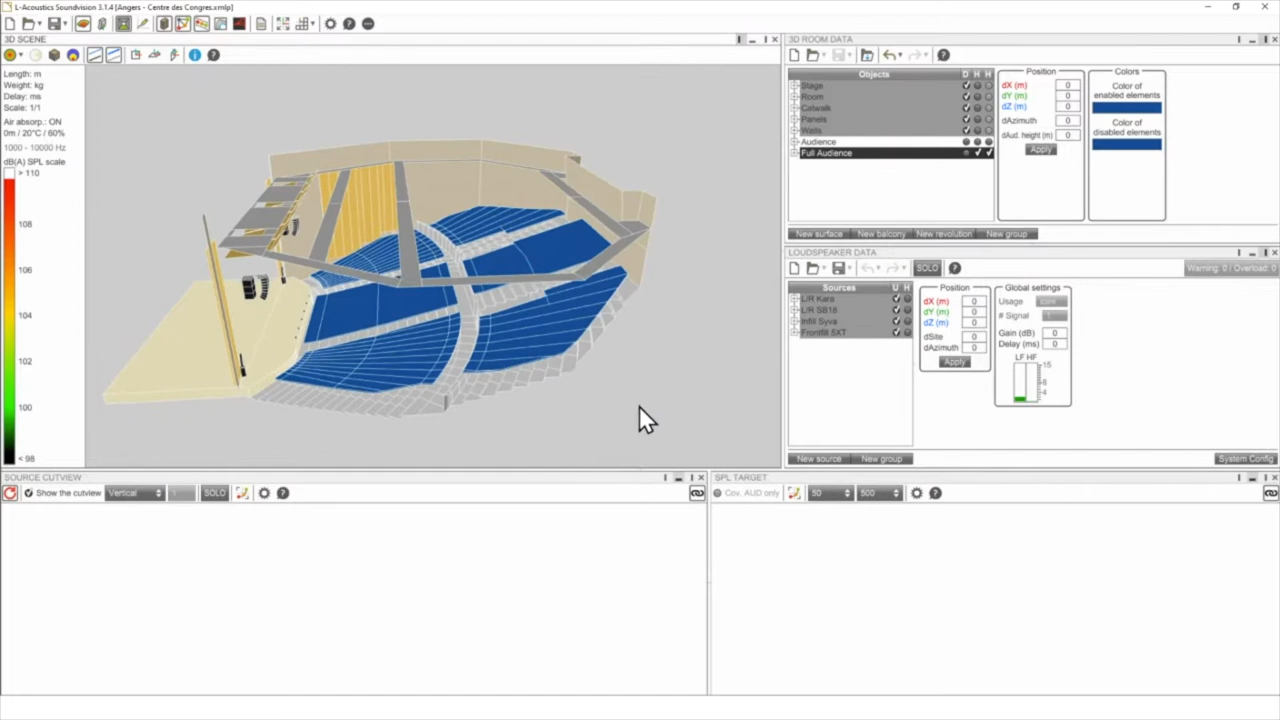 L-Acoustics Soundvision 3.1.4 [Angers - Centre des Congres.xmlp]
3D SCENE
Length: m
Weight: kg
Delay: ms
Scale: 1/1
Air absorp.: ON
0m / 20°C / 60%
1000 - 10000 Hz
dB(A) SPL scale
> 110
108
106
104
102
100
< 98
3D ROOM DATA
Objects D H H
Stage
Room
Catwalk
Panels
Walls
Audience
Full Audience
Position
dX (m) 0
dY (m) 0
dZ (m) 0
dAzimuth 0
dAud. height (m) 0
Apply
Colors
Color of
enabled elements
Color of
disabled elements
New surface New balcony New revolution New group
LOUDSPEAKER DATA
SOLO
Warning: 0 / Overload: 0
Sources U H
L/R Kara
L/R SB18
Infill Syva
Frontfill 5XT
Position
dX (m) 0
dY (m) 0
dZ (m) 0
dSite 0
dAzimuth 0
Apply
Global settings
Usage
# Signal 1
Gain (dB) 0
Delay (ms) 0
LF HF
15
8
4
New source New group
System Config
SOURCE CUTVIEW
Show the cutview Vertical 1 SOLO
SPL TARGET
Cov. AUD only 50 500